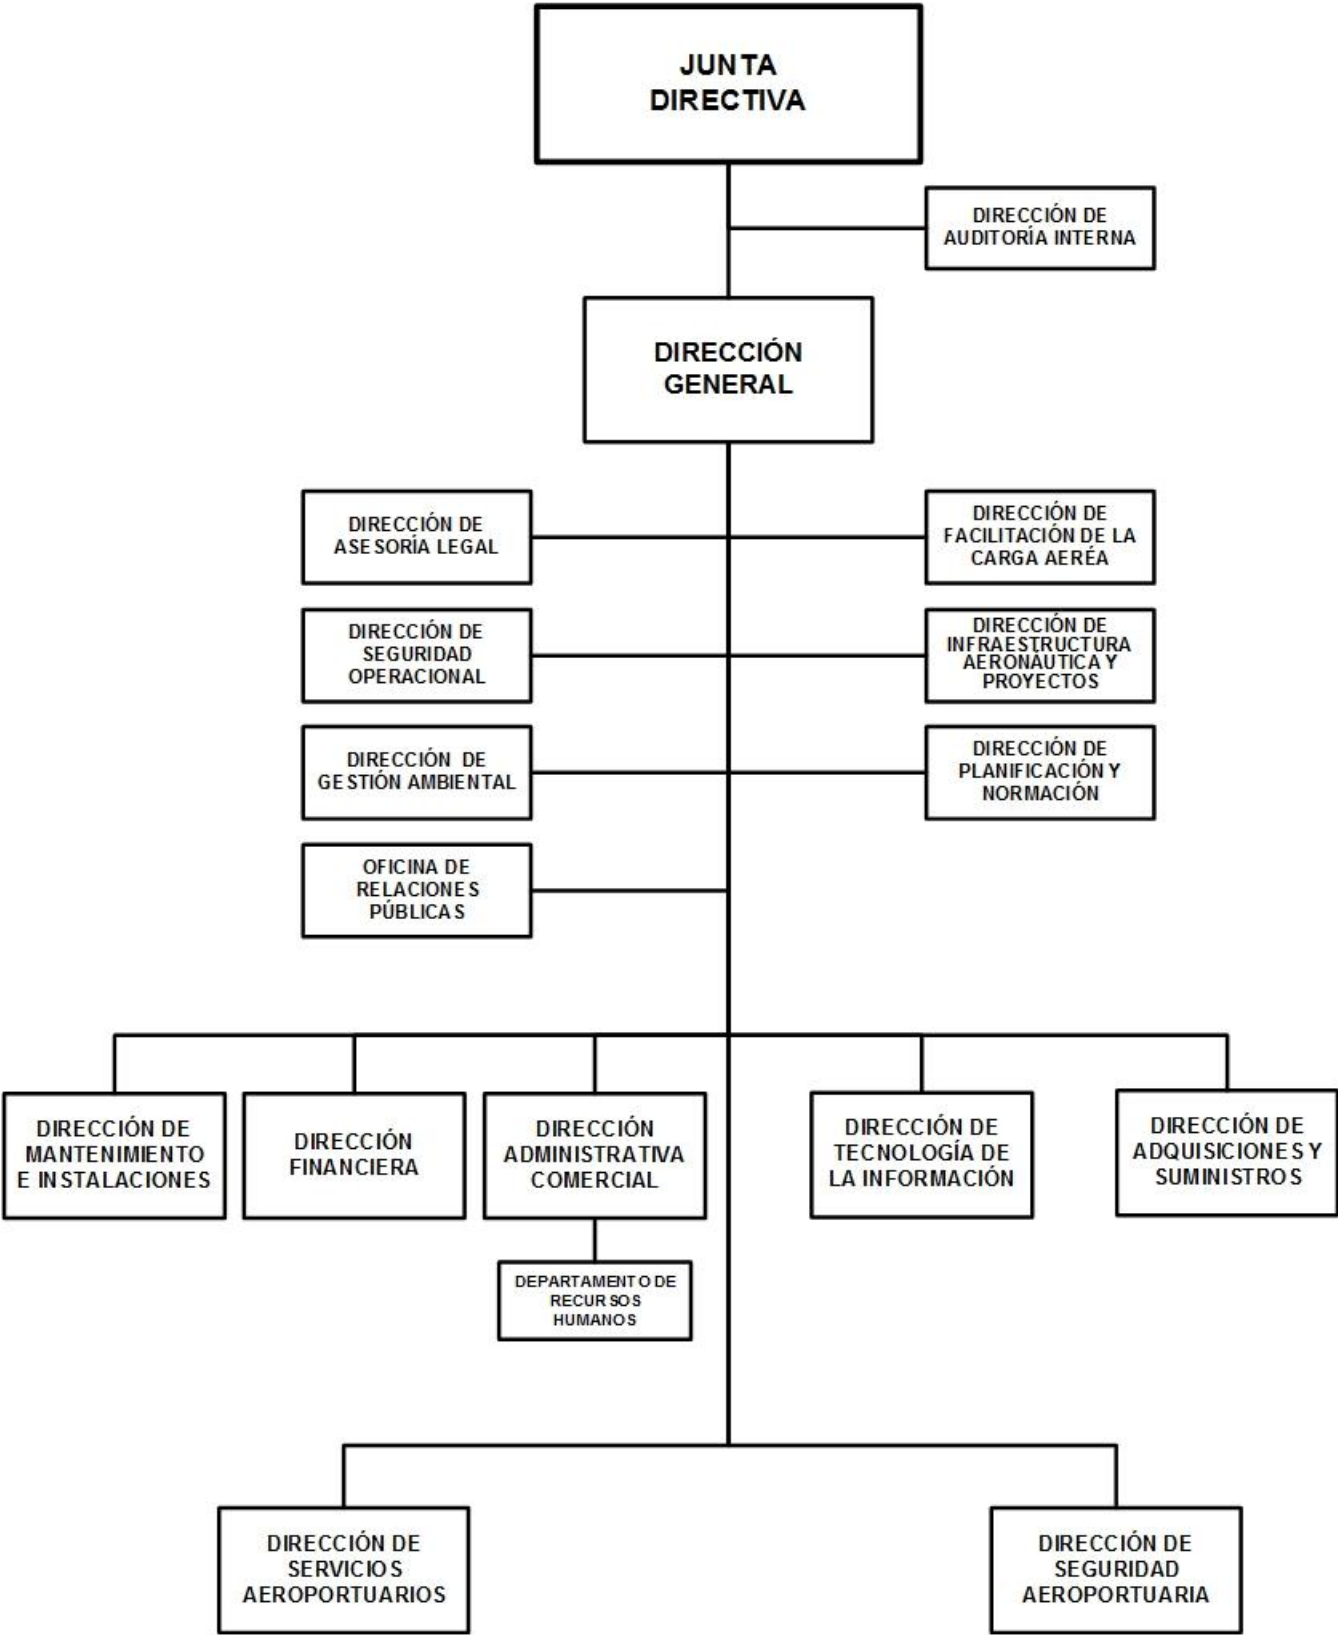 JUNTA
DIRECTIVA
DIRECCIÓN DE
AUDITORÍA INTERNA
DIRECCIÓN
GENERAL
DIRECCIÓN DE
ASESORÍA LEGAL
DIRECCIÓN DE
FACILITACIÓN DE LA
CARGA AERÉA
DIRECCIÓN DE
SEGURIDAD
OPERACIONAL
DIRECCIÓN DE
INFRAESTRUCTURA
AERONÁUTICA Y
PROYECTOS
DIRECCIÓN DE
GESTIÓN AMBIENTAL
DIRECCIÓN DE
PLANIFICACIÓN Y
NORMACIÓN
OFICINA DE
RELACIONES
PÚBLICAS
DIRECCIÓN DE
MANTENIMIENTO
E INSTALACIONES
DIRECCIÓN
FINANCIERA
DIRECCIÓN
ADMINISTRATIVA
COMERCIAL
DIRECCIÓN DE
TECNOLOGÍA DE
LA INFORMACIÓN
DIRECCIÓN DE
ADQUISICIONES Y
SUMINISTROS
DEPARTAMENTO DE
RECURSOS
HUMANOS
DIRECCIÓN DE
SERVICIOS
AEROPORTUARIOS
DIRECCIÓN DE
SEGURIDAD
AEROPORTUARIA